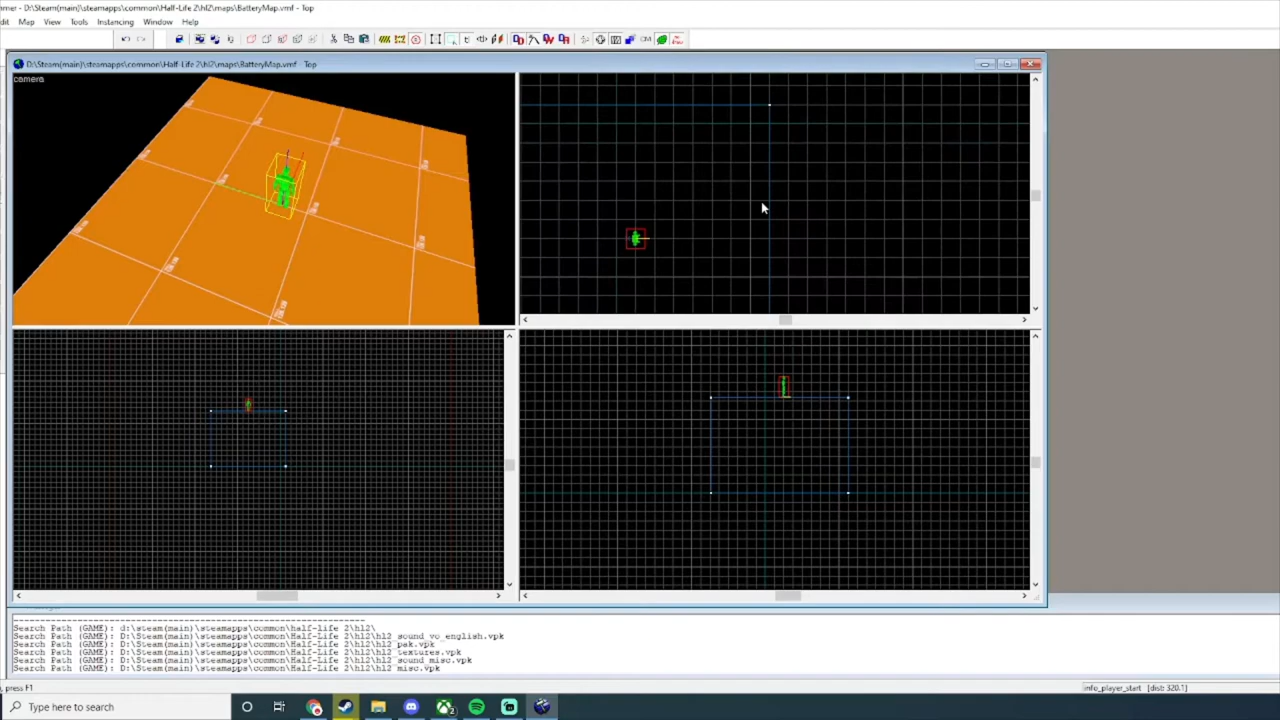 mmer - D:\Steam(main)\steamapps\common\Half-Life 2\hl2\maps\BatteryMap.vmf - Top
dit Map View Tools Instancing Window Help
D:\Steam(main)\steamapps\common\Half-Life 2\hl2\maps\BatteryMap.vmf - Top
camera
Search Path (GAME): d:\steam(main)\steamapps\common\Half-Life 2\hl2\
Search Path (GAME): D:\Steam(main)\steamapps\common\Half-Life 2\hl2\hl2_sound_vo_english.vpk
Search Path (GAME): D:\Steam(main)\steamapps\common\Half-Life 2\hl2\hl2_pak.vpk
Search Path (GAME): D:\Steam(main)\steamapps\common\Half-Life 2\hl2\hl2_textures.vpk
Search Path (GAME): D:\Steam(main)\steamapps\common\Half-Life 2\hl2\hl2_sound_misc.vpk
Search Path (GAME): D:\Steam(main)\steamapps\common\Half-Life 2\hl2\hl2_misc.vpk
, press F1 info_player_start [dist: 320.1]
Type here to search